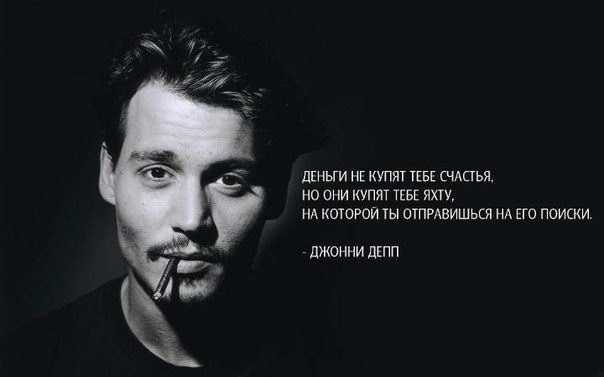 ДЕНЬГИ НЕ КУПЯТ ТЕБЕ СЧАСТЬЯ,
НО ОНИ КУПЯТ ТЕБЕ ЯХТУ,
НА КОТОРОЙ ТЫ ОТПРАВИШЬСЯ НА ЕГО ПОИСКИ.
- ДЖОННИ ДЕПП